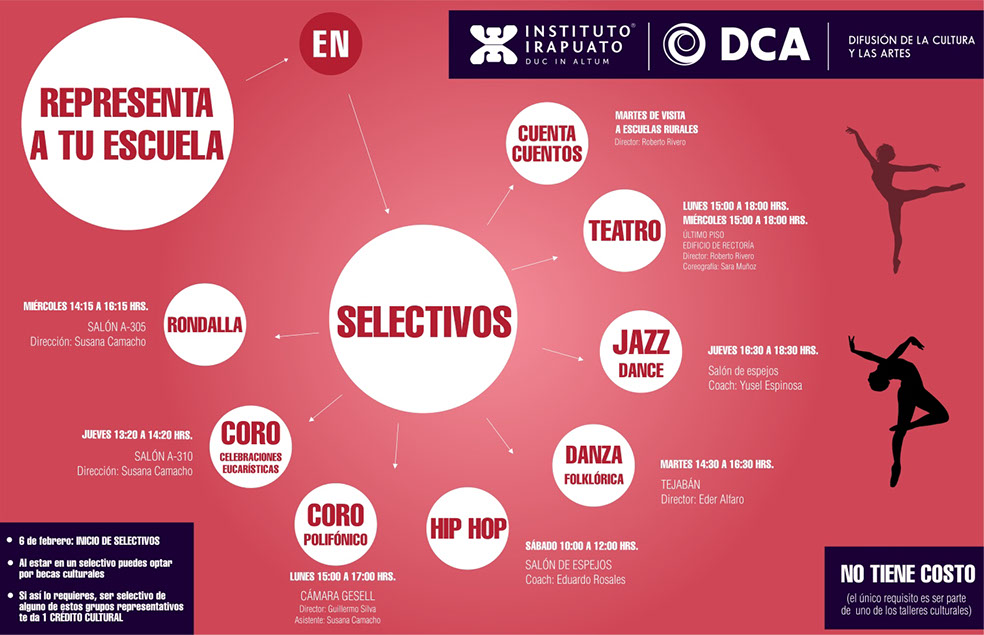 REPRESENTA
A TU ESCUELA
EN
INSTITUTO®
IRAPUATO
DUC IN ALTUM
DCA
DIFUSIÓN DE LA CULTURA
Y LAS ARTES
SELECTIVOS
CUENTA
CUENTOS
MARTES DE VISITA
A ESCUELAS RURALES
Director: Roberto Rivero
TEATRO
LUNES 15:00 A 18:00 HRS.
MIÉRCOLES 15:00 A 18:00 HRS.
ÚLTIMO PISO
EDIFICIO DE RECTORÍA
Director: Roberto Rivero
Coreografía: Sara Muñoz
JAZZ
DANCE
JUEVES 16:30 A 18:30 HRS.
Salón de espejos
Coach: Yusel Espinosa
DANZA
FOLKLÓRICA
MARTES 14:30 A 16:30 HRS.
TEJABÁN
Director: Eder Alfaro
HIP HOP
SÁBADO 10:00 A 12:00 HRS.
SALÓN DE ESPEJOS
Coach: Eduardo Rosales
CORO
POLIFÓNICO
LUNES 15:00 A 17:00 HRS.
CÁMARA GESELL
Director: Guillermo Silva
Asistente: Susana Camacho
CORO
CELEBRACIONES
EUCARÍSTICAS
JUEVES 13:20 A 14:20 HRS.
SALÓN A-310
Dirección: Susana Camacho
RONDALLA
MIÉRCOLES 14:15 A 16:15 HRS.
SALÓN A-305
Dirección: Susana Camacho
• 6 de febrero: INICIO DE SELECTIVOS
• Al estar en un selectivo puedes optar
por becas culturales
• Si así lo requieres, ser selectivo de
alguno de estos grupos representativos
te da 1 CRÉDITO CULTURAL
NO TIENE COSTO
(el único requisito es ser parte
de uno de los talleres culturales)